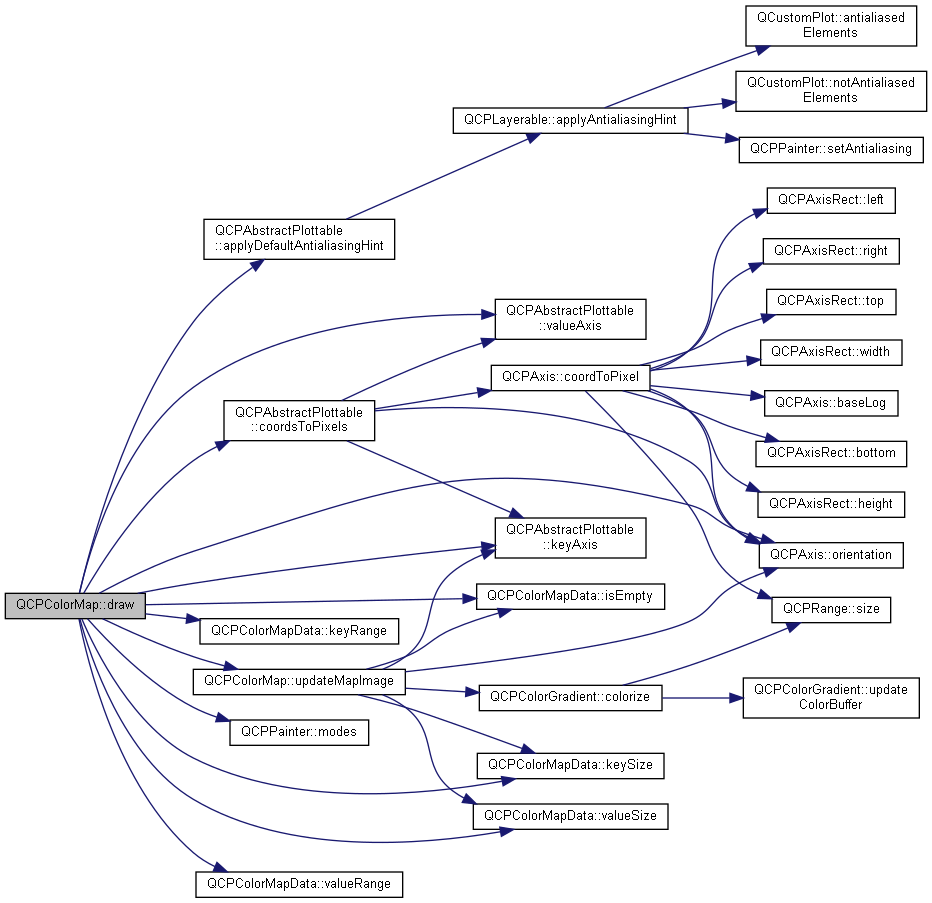 QCPColorMap::draw
QCPAbstractPlottable
::applyDefaultAntialiasingHint
QCPLayerable::applyAntialiasingHint
QCustomPlot::antialiased
Elements
QCustomPlot::notAntialiased
Elements
QCPPainter::setAntialiasing
QCPAbstractPlottable
::valueAxis
QCPAbstractPlottable
::coordsToPixels
QCPAxis::coordToPixel
QCPAxisRect::left
QCPAxisRect::right
QCPAxisRect::top
QCPAxisRect::width
QCPAxis::baseLog
QCPAxisRect::bottom
QCPAxisRect::height
QCPAxis::orientation
QCPRange::size
QCPAbstractPlottable
::keyAxis
QCPColorMapData::isEmpty
QCPColorMapData::keyRange
QCPColorMap::updateMapImage
QCPColorGradient::colorize
QCPColorGradient::update
ColorBuffer
QCPPainter::modes
QCPColorMapData::keySize
QCPColorMapData::valueSize
QCPColorMapData::valueRange